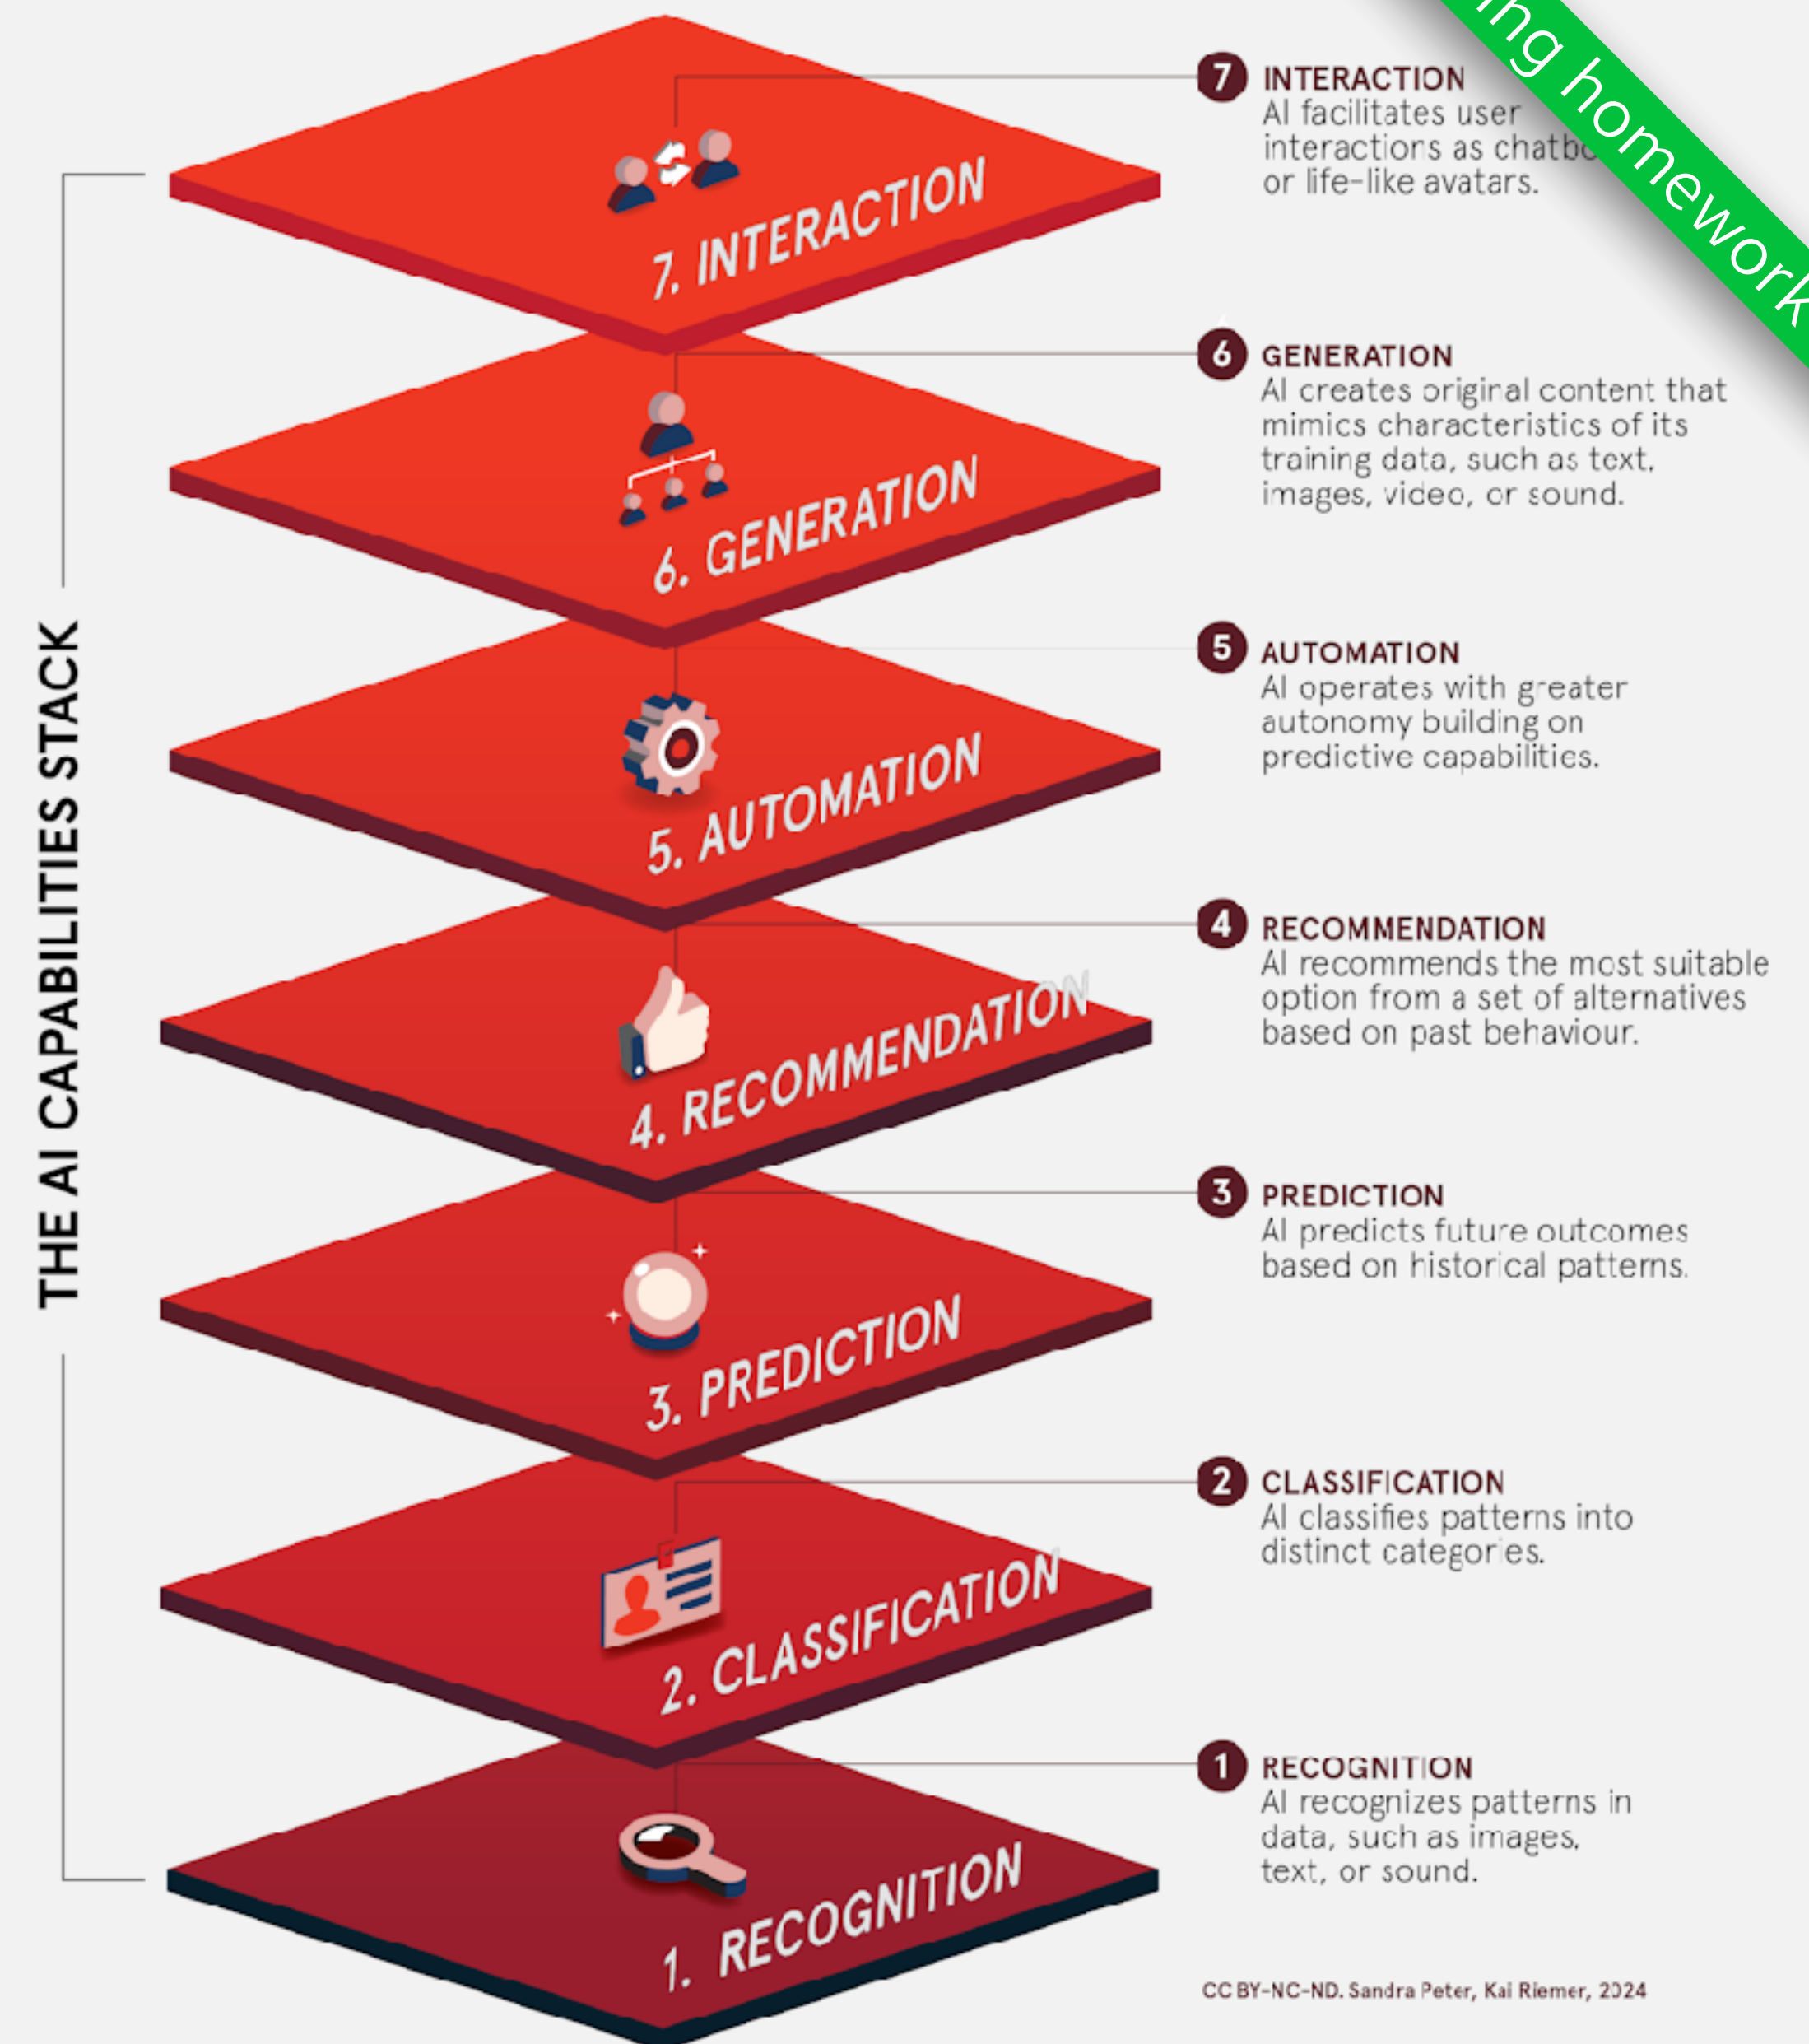 THE AI CAPABILITIES STACK
7. INTERACTION
7 INTERACTION
AI facilitates user
interactions as
or life-like avatars.
homework
6. GENERATION
6 GENERATION
AI creates original content that
mimics characteristics of its
training data, such as text,
images, video, or sound.
5. AUTOMATION
5 AUTOMATION
AI operates with greater
autonomy building on
predictive capabilities.
4. RECOMMENDATION
4 RECOMMENDATION
AI recommends the most suitable
option from a set of alternatives
based on past behaviour.
3. PREDICTION
3 PREDICTION
AI predicts future outcomes
based on historical patterns.
2. CLASSIFICATION
2 CLASSIFICATION
AI classifies patterns into
distinct categories.
1. RECOGNITION
1 RECOGNITION
AI recognizes patterns in
data, such as images,
text, or sound.
CC BY-NC-ND. Sandra Peter, Kai Riemer, 2024